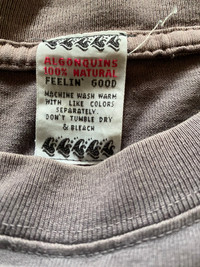 ALGONQUINS
100% NATURAL
FEELIN' GOOD
MACHINE WASH WARM
WITH LIKE COLORS
SEPARATELY.
DON'T TUMBLE DRY
& BLEACH